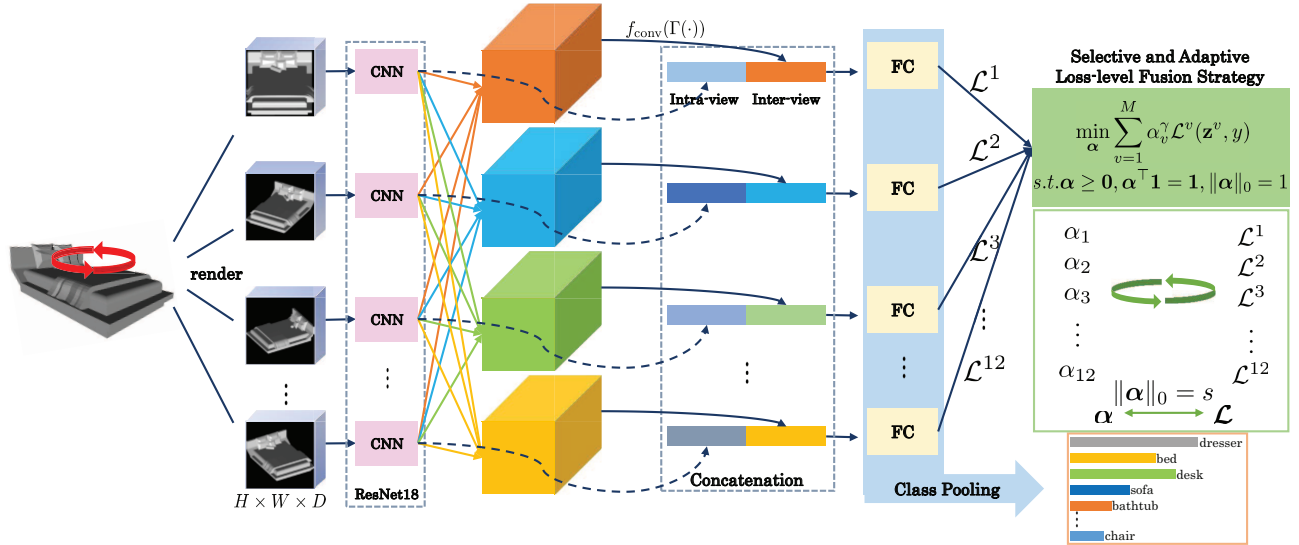 render
H × W × D
CNN
CNN
CNN
CNN
ResNet18
f_conv(Γ(·))
Intra-view Inter-view
Concatenation
FC
FC
FC
FC
Class Pooling
ℒ^1
ℒ^2
ℒ^3
ℒ^12
Selective and Adaptive
Loss-level Fusion Strategy
min_α ∑_{v=1}^{M} α_v^γ ℒ^v(z^v, y)
s.t. α ≥ 0, α^⊤ 1 = 1, ‖α‖_0 = 1
α_1 ℒ^1
α_2 ℒ^2
α_3 ℒ^3
α_12 ℒ^12
‖α‖_0 = s
α ℒ
dresser
bed
desk
sofa
bathtub
chair